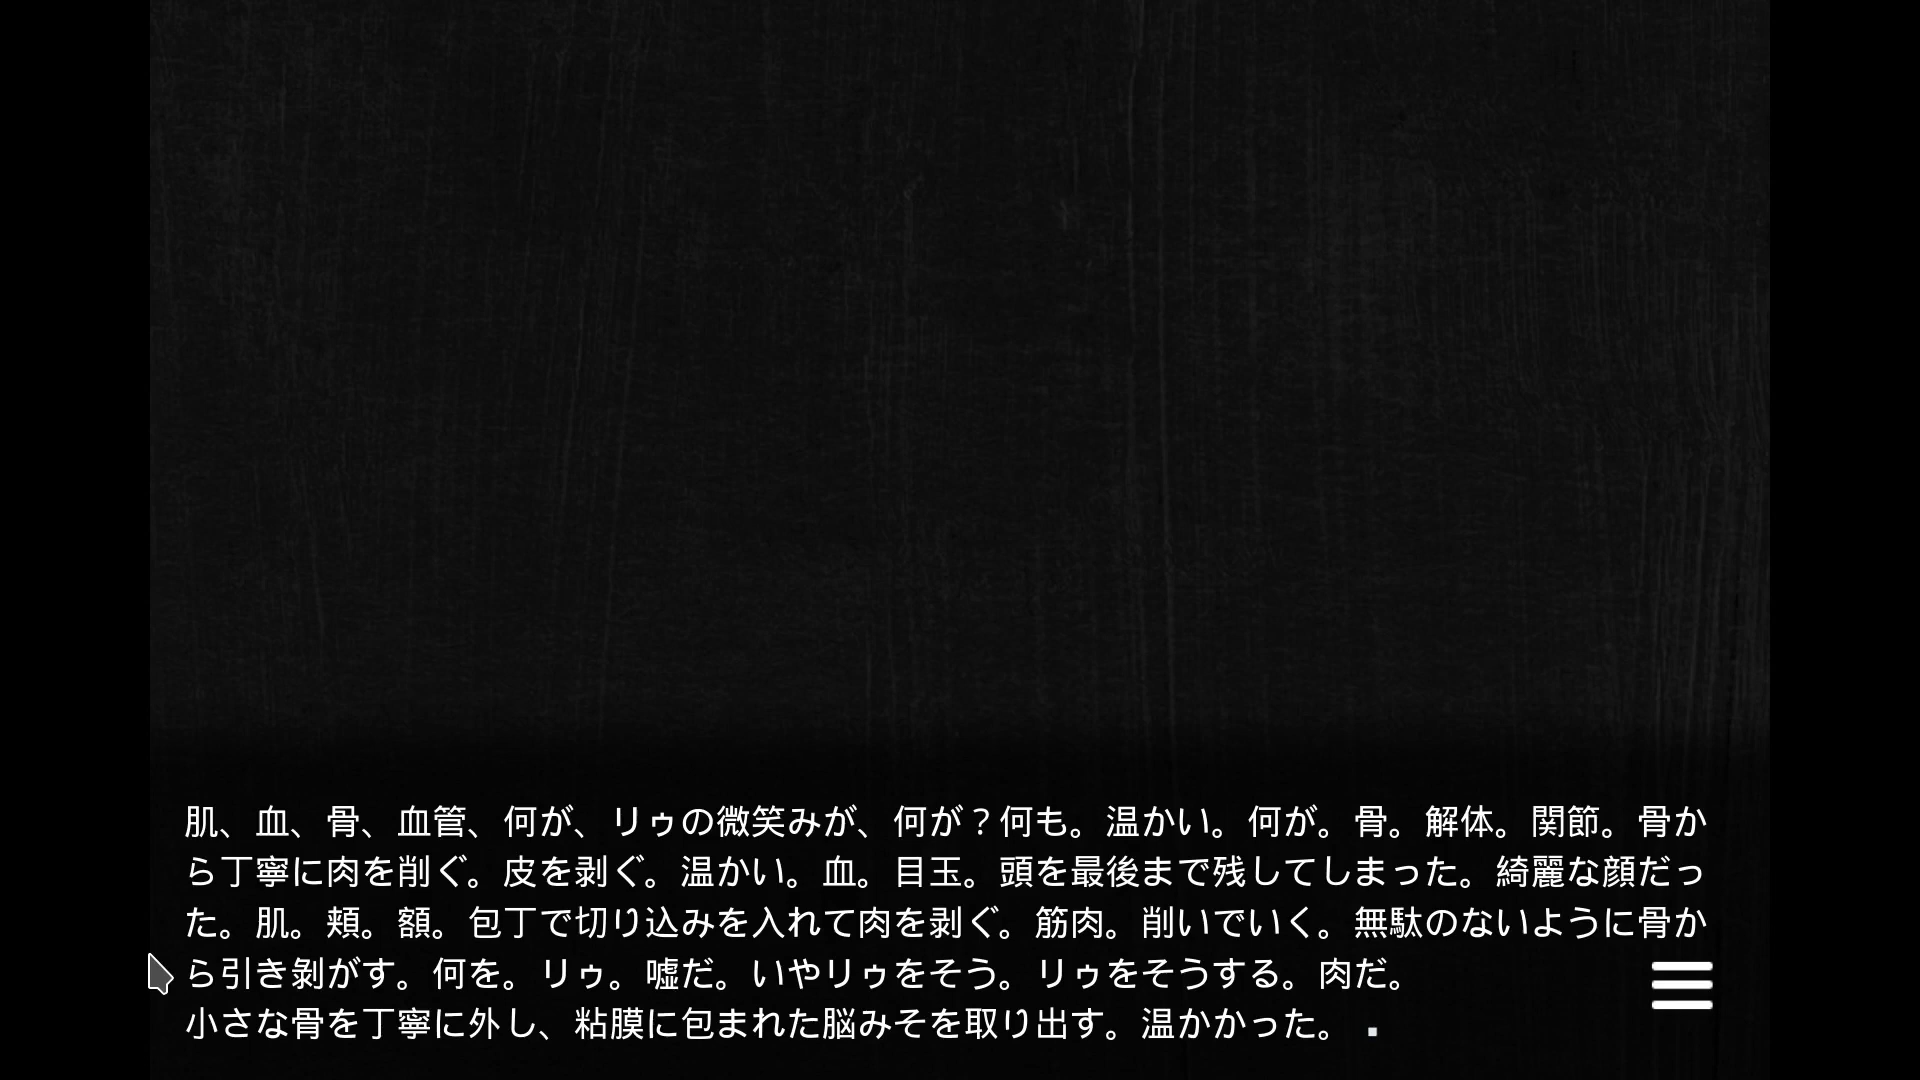 肌、血、骨、血管、何が、リゥの微笑みが、何が？何も。温かい。何が。骨。解体。関節。骨か
ら丁寧に肉を削ぐ。皮を剥ぐ。温かい。血。目玉。頭を最後まで残してしまった。綺麗な顔だっ
た。肌。頬。額。包丁で切り込みを入れて肉を剥ぐ。筋肉。削いでいく。無駄のないように骨か
ら引き剝がす。何を。リゥ。嘘だ。いやリゥをそう。リゥをそうする。肉だ。
小さな骨を丁寧に外し、粘膜に包まれた脳みそを取り出す。温かかった。